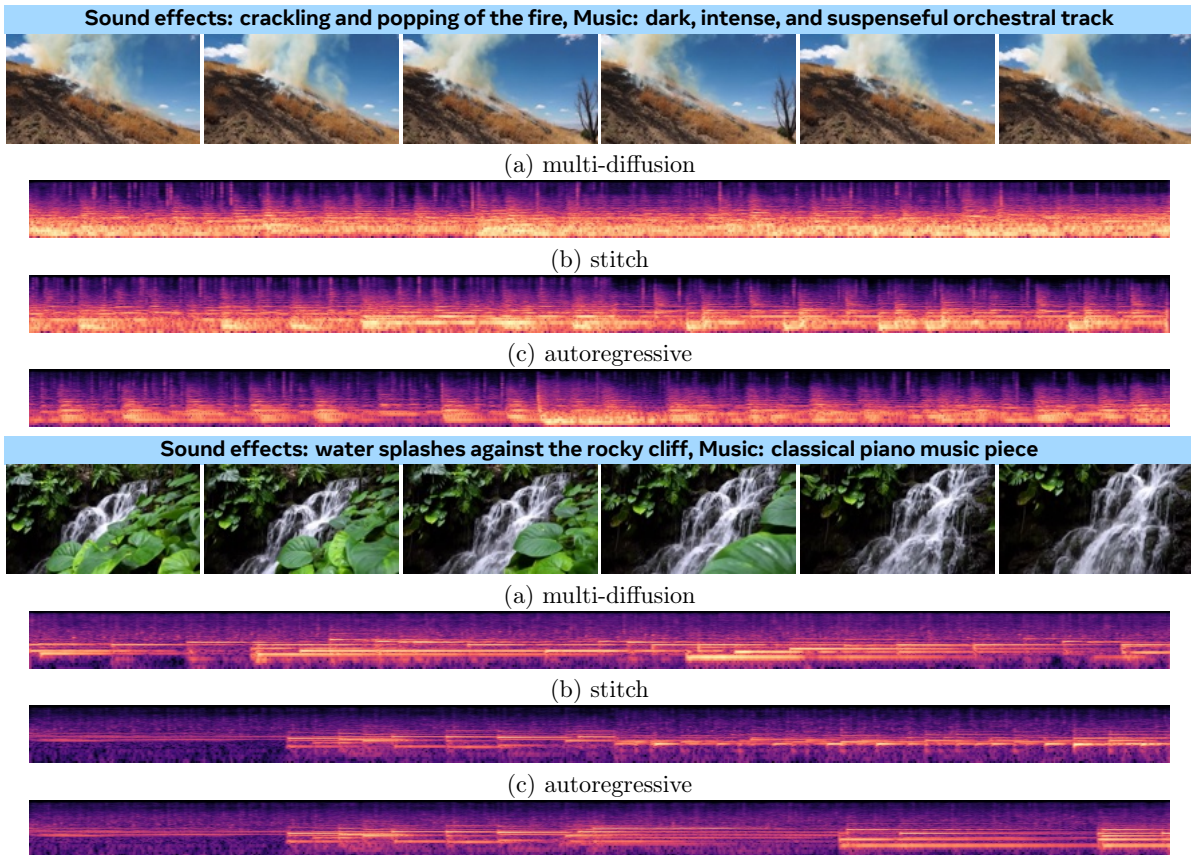 Sound effects: crackling and popping of the fire, Music: dark, intense, and suspenseful orchestral track
(a) multi-diffusion
(b) stitch
(c) autoregressive
Sound effects: water splashes against the rocky cliff, Music: classical piano music piece
(a) multi-diffusion
(b) stitch
(c) autoregressive